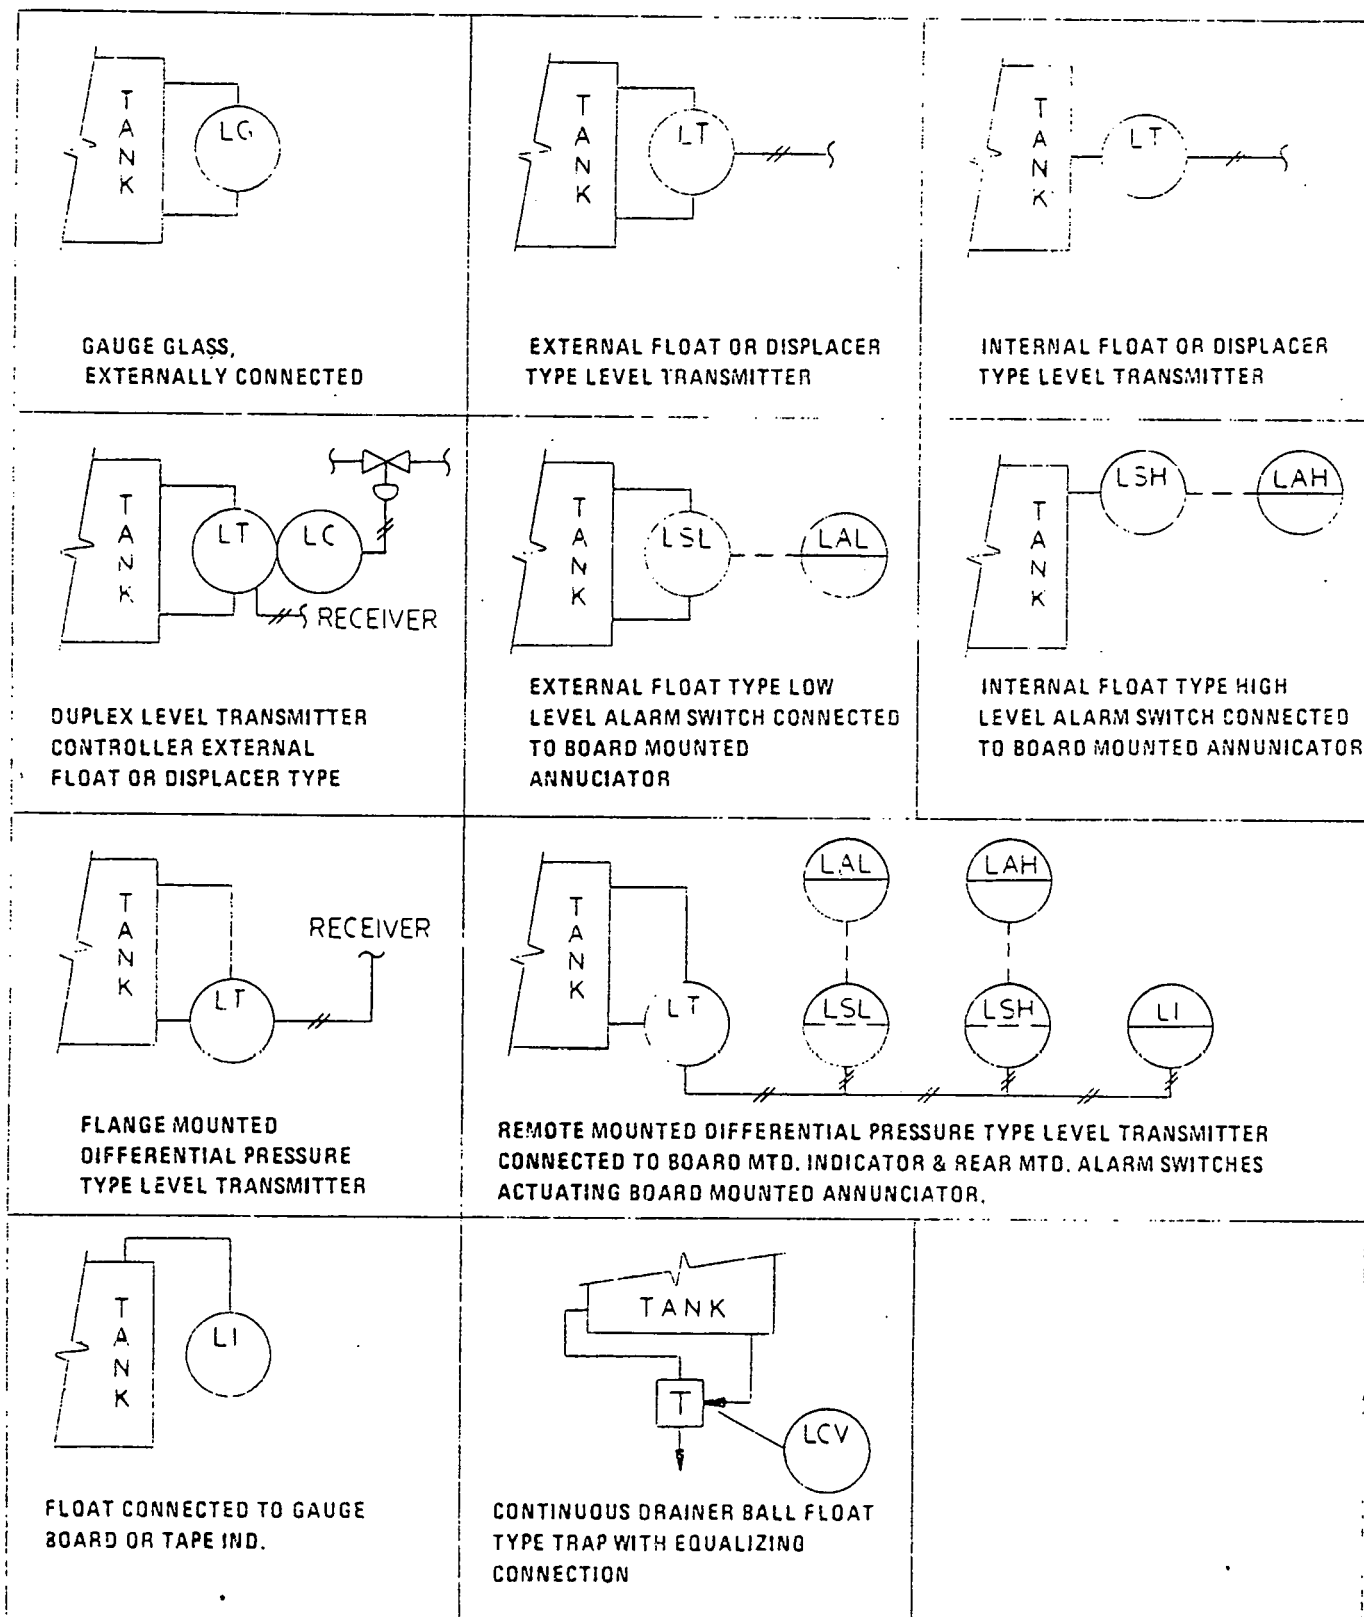 TANK
LG
GAUGE GLASS,
EXTERNALLY CONNECTED
TANK
LT
EXTERNAL FLOAT OR DISPLACER
TYPE LEVEL TRANSMITTER
TANK
LT
INTERNAL FLOAT OR DISPLACER
TYPE LEVEL TRANSMITTER
TANK
LT
LC
RECEIVER
DUPLEX LEVEL TRANSMITTER
CONTROLLER EXTERNAL
FLOAT OR DISPLACER TYPE
TANK
LSL
LAL
EXTERNAL FLOAT TYPE LOW
LEVEL ALARM SWITCH CONNECTED
TO BOARD MOUNTED
ANNUCIATOR
TANK
LSH
LAH
INTERNAL FLOAT TYPE HIGH
LEVEL ALARM SWITCH CONNECTED
TO BOARD MOUNTED ANNUNICATOR
TANK
LT
RECEIVER
FLANGE MOUNTED
DIFFERENTIAL PRESSURE
TYPE LEVEL TRANSMITTER
TANK
LT
LAL
LAH
LSL
LSH
LI
REMOTE MOUNTED DIFFERENTIAL PRESSURE TYPE LEVEL TRANSMITTER
CONNECTED TO BOARD MTD. INDICATOR & REAR MTD. ALARM SWITCHES
ACTUATING BOARD MOUNTED ANNUNCIATOR.
TANK
LI
FLOAT CONNECTED TO GAUGE
BOARD OR TAPE IND.
TANK
T
LCV
CONTINUOUS DRAINER BALL FLOAT
TYPE TRAP WITH EQUALIZING
CONNECTION